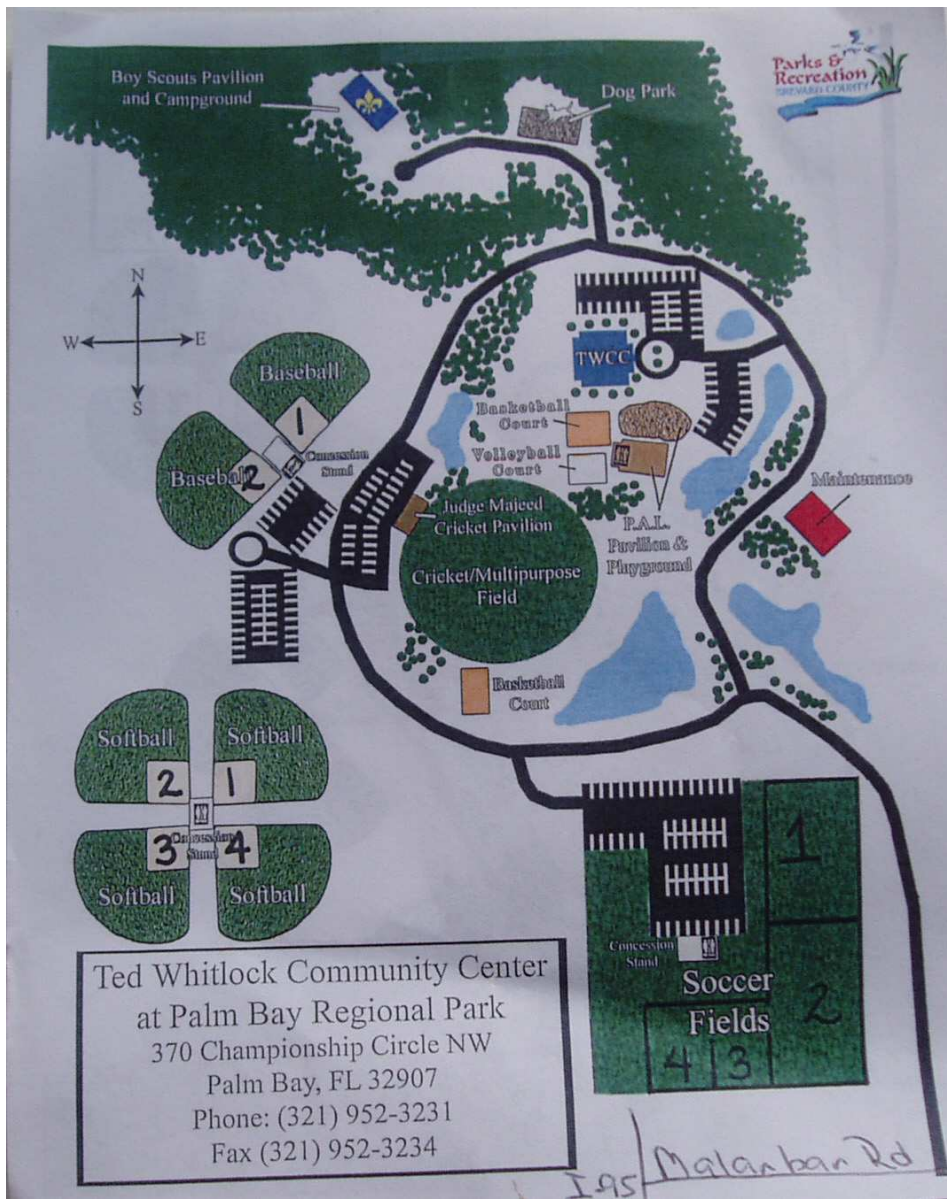 Boy Scouts Pavilion
and Campground
Dog Park
Parks &
Recreation
BREVARD COUNTY
N
W
E
S
TWCC
Baseball
1
Baseball
2
Concession
Stand
Basketball
Court
Volleyball
Court
Judge Majeed
Cricket Pavilion
P.A.L.
Pavilion &
Playground
Maintenance
Cricket/Multipurpose
Field
Basketball
Court
Softball
Softball
2
1
3
4
Concession
Stand
Softball
Softball
1
Concession
Stand
Soccer
Fields
2
4
3
Ted Whitlock Community Center
at Palm Bay Regional Park
370 Championship Circle NW
Palm Bay, FL 32907
Phone: (321) 952-3231
Fax (321) 952-3234
I-95
Malanbar Rd